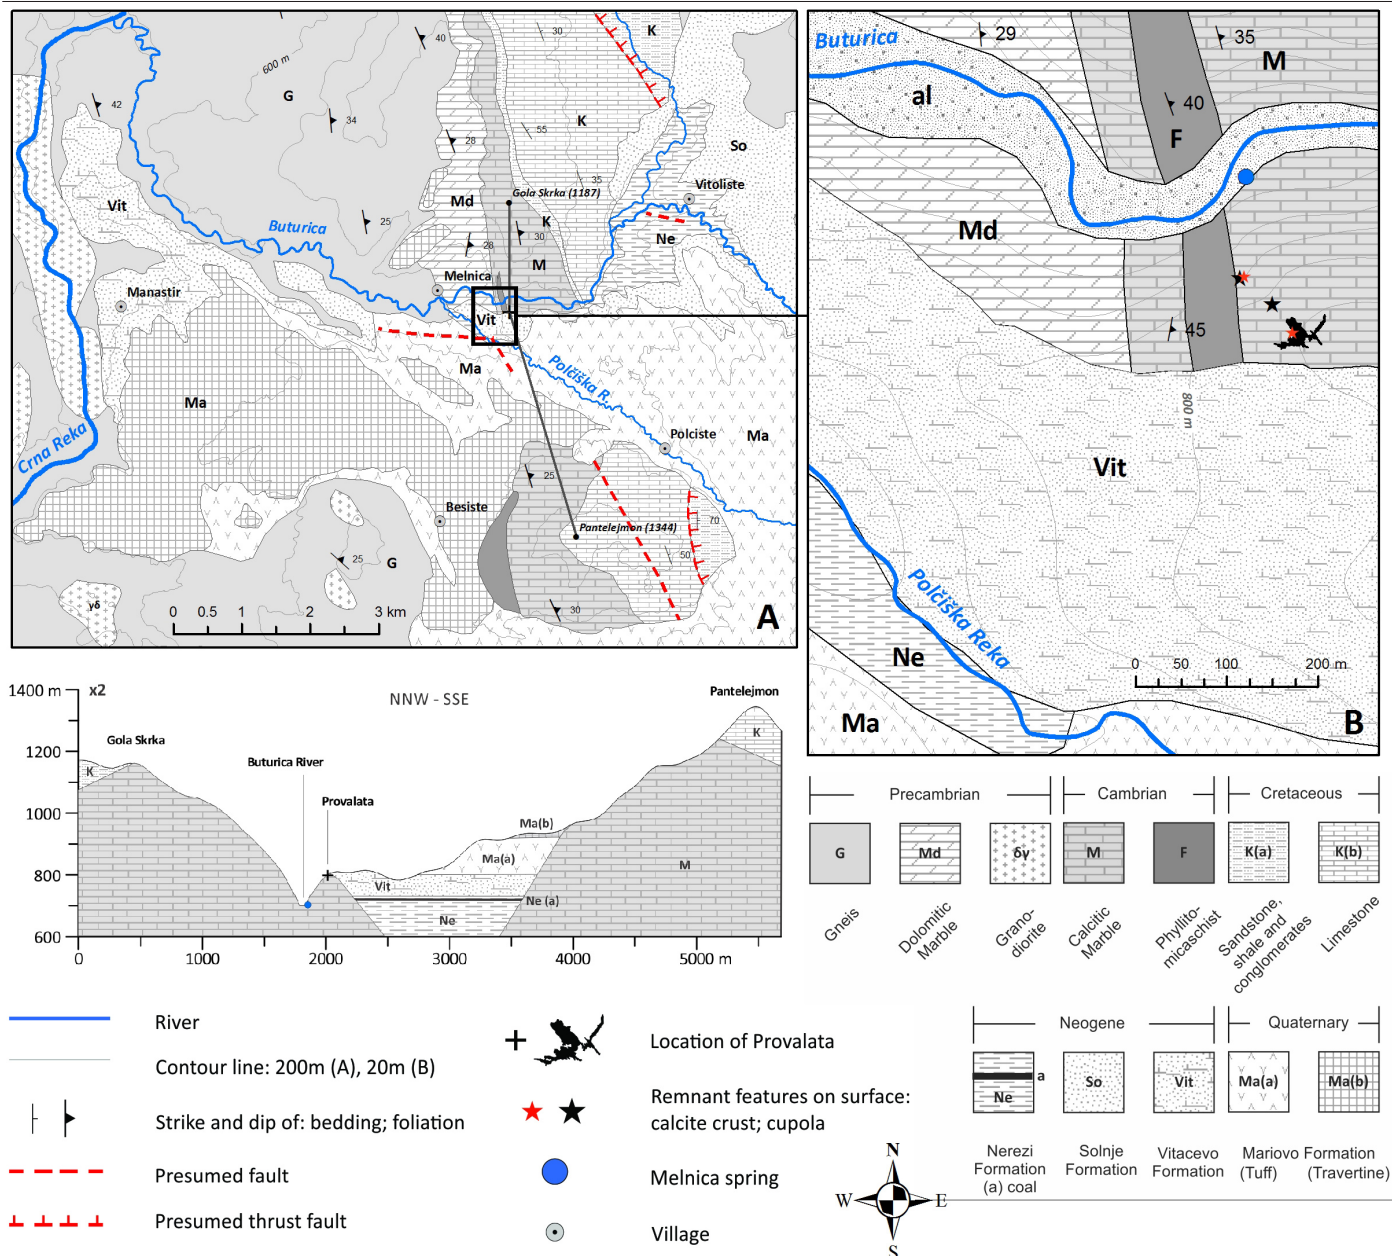 40
30
K
600 m
G
42
34
K
55
28
So
35
Gola Skrka (1187)
Vitoliste
Vit
Md
25
K
Buturica
28
30
Ne
M
Melnica
Manastir
Vit
Polčiška R.
Ma
Ma
Crna Reka
Polciste
Ma
25
Besiste
70
Pantelejmon (1344)
25
G
50
γδ
30
0 0.5 1 2 3 km
A
Buturica
29
35
M
al
40
F
Md
45
800 m
Vit
Polčiška Reka
Ne
0 50 100 200 m
Ma
B
1400 m
x2
NNW - SSE
Pantelejmon
K
Gola Skrka
1200
K
Buturica River
Provalata
1000
Ma(b)
Ma(a)
800
Vit
M
Ne (a)
Ne
600
0 1000 2000 3000 4000 5000 m
Precambrian Cambrian Cretaceous
G Md δγ M F K(a) K(b)
Gneis
Dolomitic
Marble
Grano-
diorite
Calcitic
Marble
Phyllito-
micaschist
Sandstone,
shale and
conglomerates
Limestone
Neogene Quaternary
a
Ne So Vit Ma(a) Ma(b)
Nerezi
Formation
(a) coal
Solnje
Formation
Vitacevo
Formation
Mariovo Formation
(Tuff) (Travertine)
River
Contour line: 200m (A), 20m (B)
Strike and dip of: bedding; foliation
Presumed fault
Presumed thrust fault
Location of Provalata
Remnant features on surface:
calcite crust; cupola
Melnica spring
Village
N
W E
S